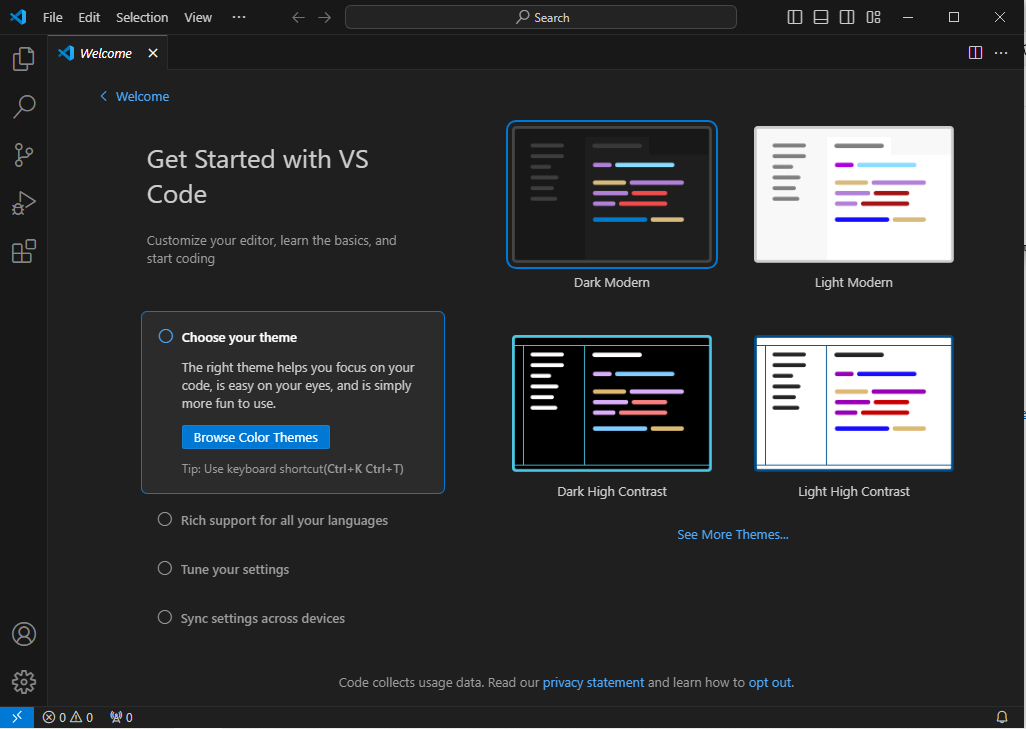 File Edit Selection View ··· Search
Welcome
Welcome
Get Started with VS
Code
Customize your editor, learn the basics, and
start coding
Choose your theme
The right theme helps you focus on your
code, is easy on your eyes, and is simply
more fun to use.
Browse Color Themes
Tip: Use keyboard shortcut(Ctrl+K Ctrl+T)
Rich support for all your languages
Tune your settings
Sync settings across devices
Dark Modern
Light Modern
Dark High Contrast
Light High Contrast
See More Themes...
Code collects usage data. Read our privacy statement and learn how to opt out.
0 0 0